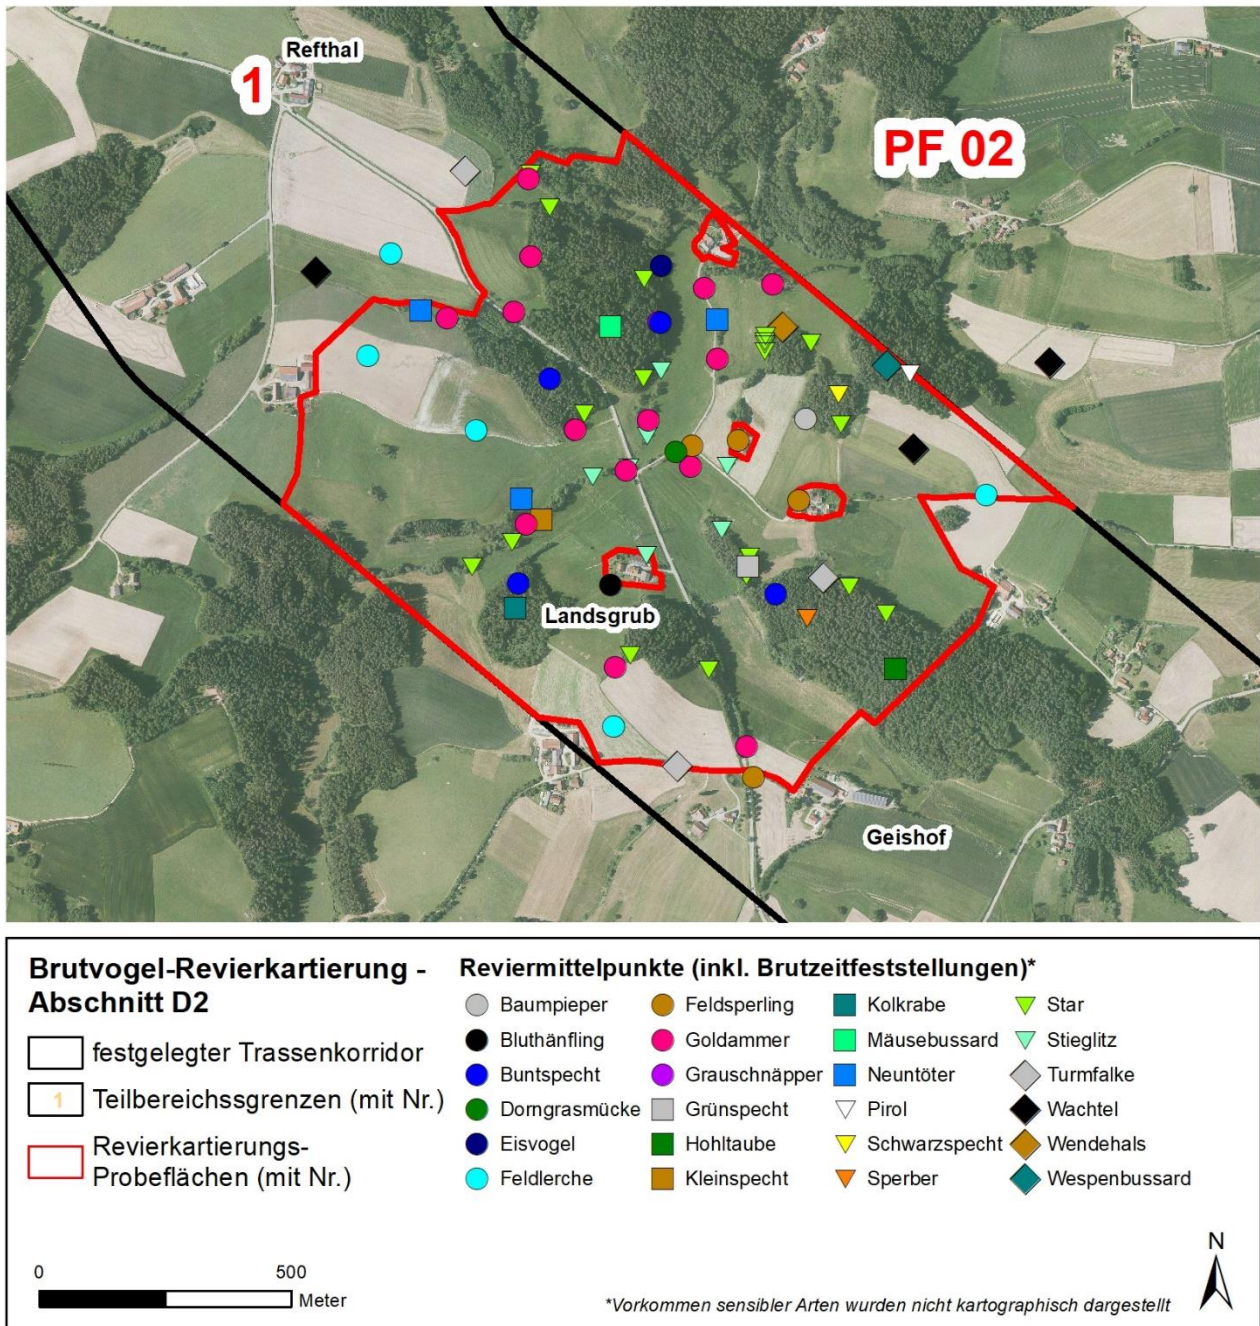 Refthal
1
PF 02
Landsgrub
Geishof
Brutvogel-Revierkartierung -
Abschnitt D2
festgelegter Trassenkorridor
1 Teilbereichssgrenzen (mit Nr.)
Revierkartierungs-
Probeflächen (mit Nr.)
0 500
Meter
Reviermittelpunkte (inkl. Brutzeitfeststellungen)*
Baumpieper
Bluthänfling
Buntspecht
Dorngrasmücke
Eisvogel
Feldlerche
Feldsperling
Goldammer
Grauschnäpper
Grünspecht
Hohltaube
Kleinspecht
Kolkrabe
Mäusebussard
Neuntöter
Pirol
Schwarzspecht
Sperber
Star
Stieglitz
Turmfalke
Wachtel
Wendehals
Wespenbussard
N
*Vorkommen sensibler Arten wurden nicht kartographisch dargestellt